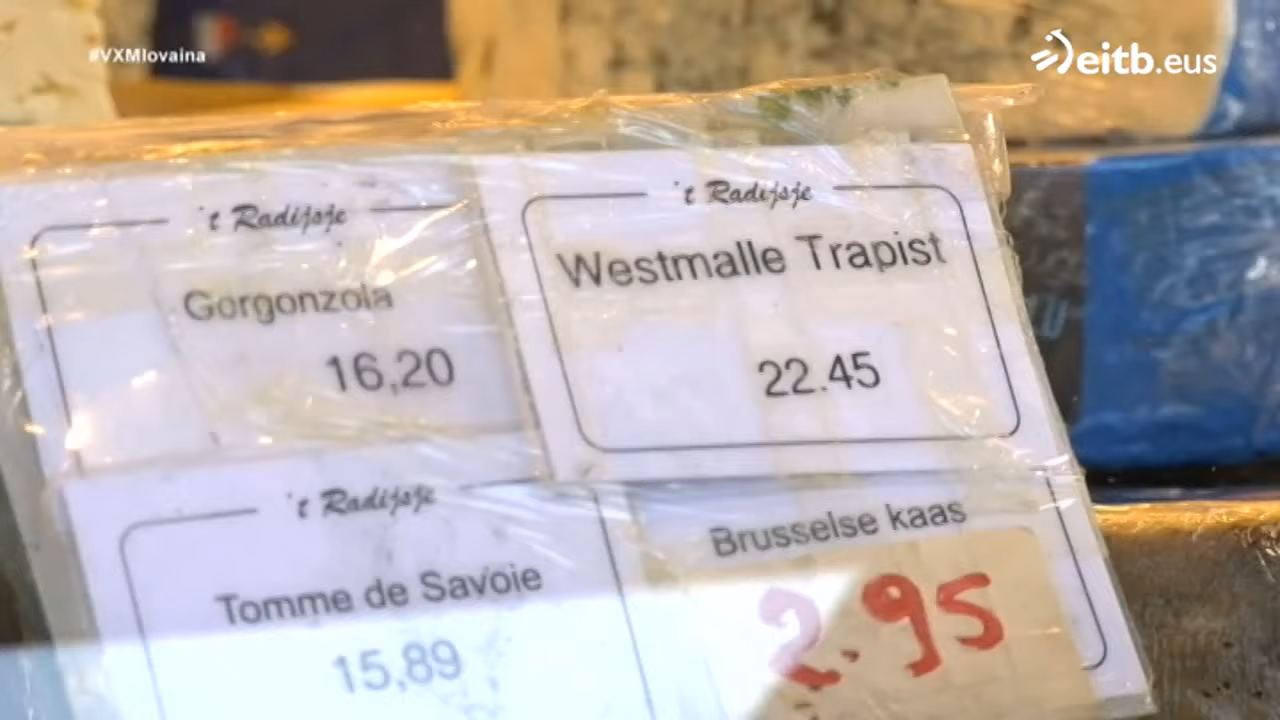 #VXMlovaina
eitb.eus
't Radijsje
Gorgonzola
16,20
't Radijsje
Westmalle Trapist
22.45
't Radijsje
Tomme de Savoie
15,89
Brusselse kaas
2.95